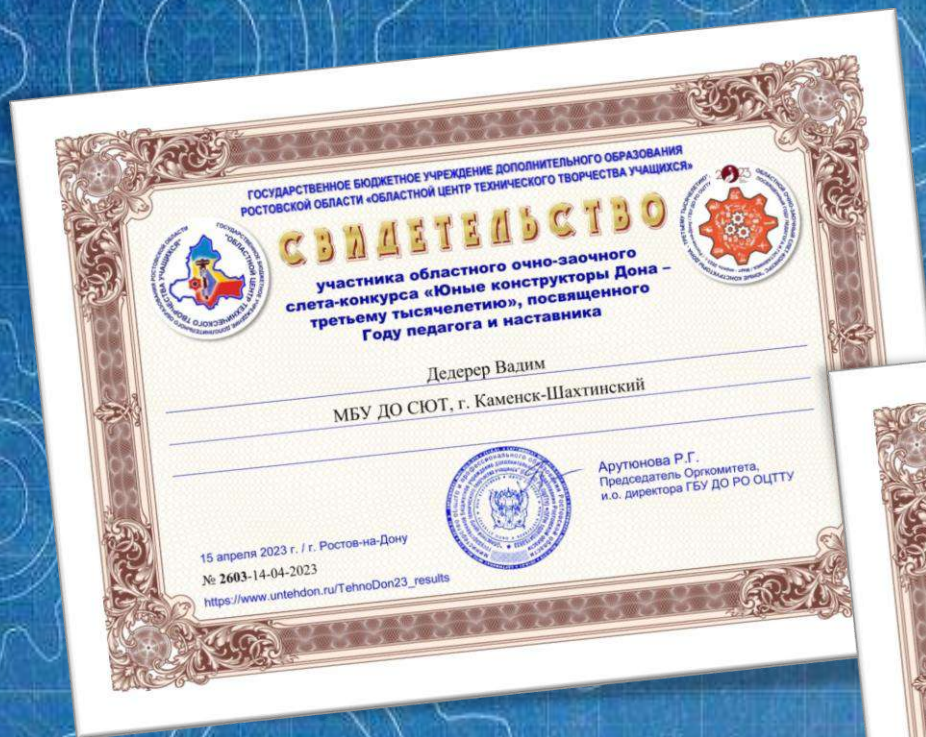 ГОСУДАРСТВЕННОЕ БЮДЖЕТНОЕ УЧРЕЖДЕНИЕ ДОПОЛНИТЕЛЬНОГО ОБРАЗОВАНИЯ
РОСТОВСКОЙ ОБЛАСТИ «ОБЛАСТНОЙ ЦЕНТР ТЕХНИЧЕСКОГО ТВОРЧЕСТВА УЧАЩИХСЯ»
СВИДЕТЕЛЬСТВО
участника областного очно-заочного
слета-конкурса «Юные конструкторы Дона –
третьему тысячелетию», посвященного
Году педагога и наставника
Дедерер Вадим
МБУ ДО СЮТ, г. Каменск-Шахтинский
Арутюнова Р.Г.
Председатель Оргкомитета,
и.о. директора ГБУ ДО РО ОЦТТУ
15 апреля 2023 г. / г. Ростов-на-Дону
№ 2603-14-04-2023
https://www.untehdon.ru/TehnoDon23_results